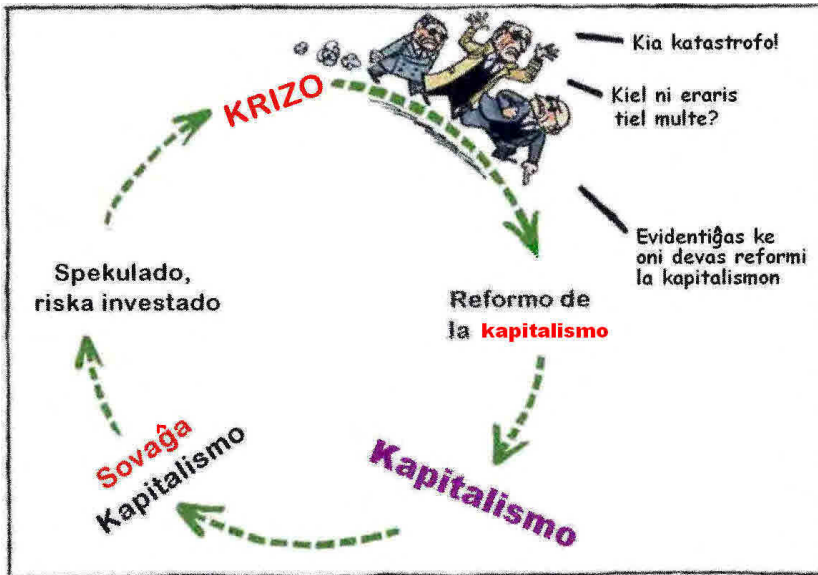 KRIZO
Kia katastrofo!
Kiel ni eraris
tiel multe?
Evidentiĝas ke
oni devas reformi
la kapitalismon
Reformo de
la kapitalismo
Kapitalismo
Sovaĝa
Kapitalismo
Spekulado,
riska investado